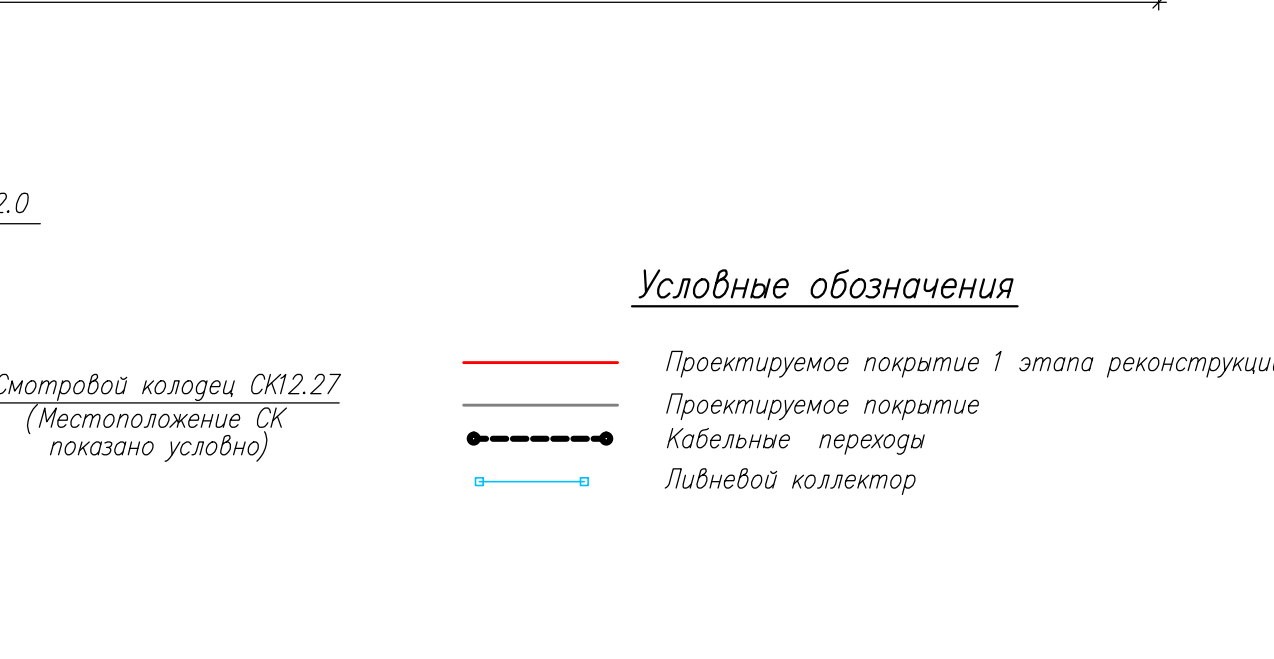 2.0
Условные обозначения
Проектируемое покрытие 1 этапа реконструкции
Смотровой колодец СК12.27
(Местоположение СК
показано условно)
Проектируемое покрытие
Кабельные переходы
Ливневой коллектор